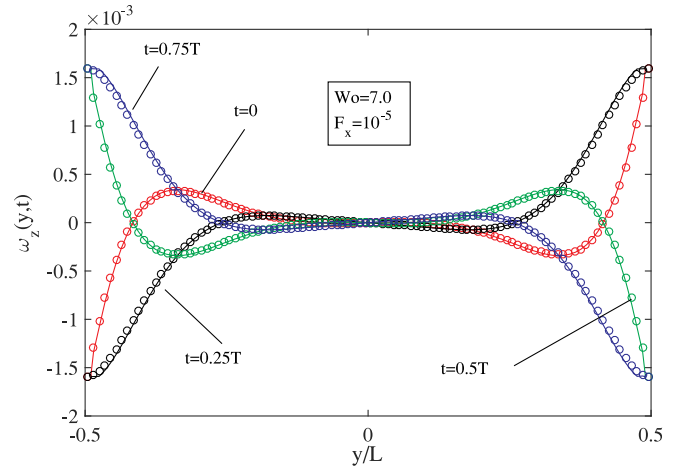 ×10⁻³
2
t=0.75T
1.5
Wo=7.0
1
t=0
Fₓ=10⁻⁵
0.5
ω_z(y,t)
0
-0.5
-1
t=0.25T
t=0.5T
-1.5
-2
-0.5 0 0.5
y/L